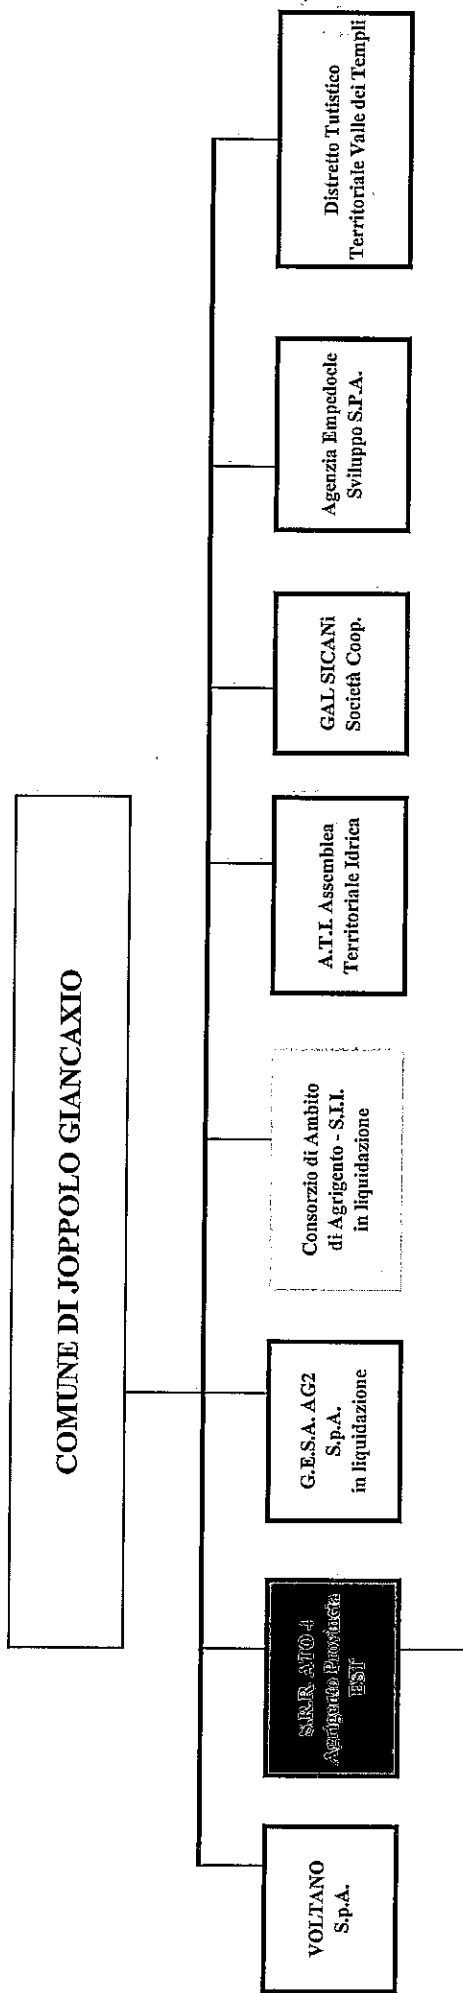 COMUNE DI JOPPOLO GIANCAXIO
VOLTANO
S.p.A.
S.R.R. ATO 4
Agrigento Provincia
EST
G.E.S.A. AG2
S.p.A.
in liquidazione
Consorzio di Ambito
di Agrigento - S.I.I.
in liquidazione
A.T.I. Assemblea
Territoriale Idrica
GAL SICANi
Società Coop.
Agenzia Empedocle
Sviluppo S.P.A.
Distretto Tutistico
Territoriale Valle dei Templi